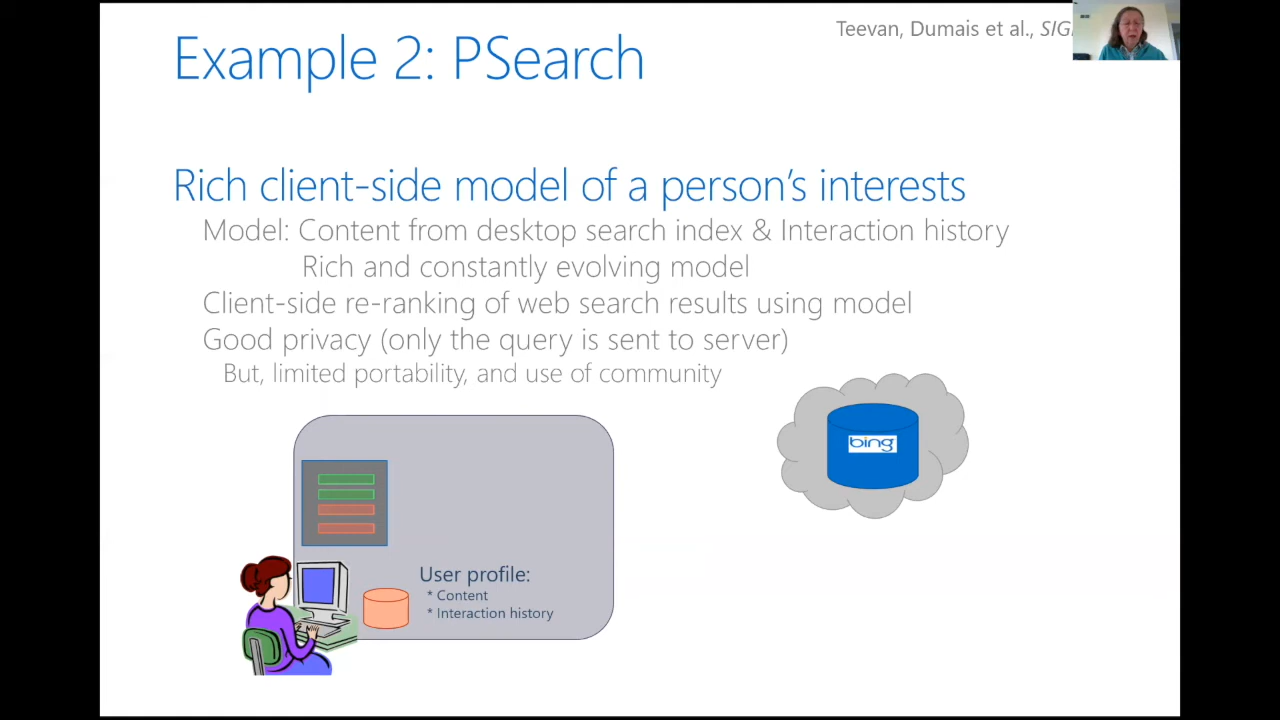 Teevan, Dumais et al.,
Example 2: PSearch
Rich client-side model of a person's interests
Model: Content from desktop search index & Interaction history
Rich and constantly evolving model
Client-side re-ranking of web search results using model
Good privacy (only the query is sent to server)
But, limited portability, and use of community
bing
User profile:
* Content
* Interaction history